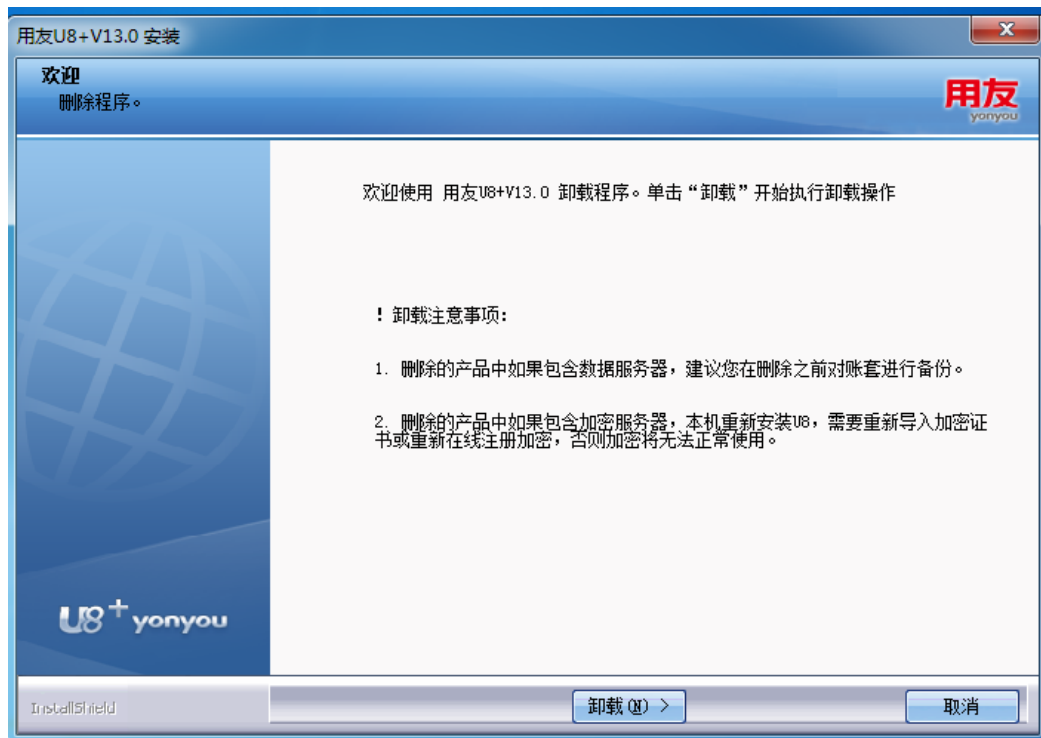 用友U8+V13.0 安装
欢迎
删除程序。
用友
yonyou
欢迎使用 用友U8+V13.0 卸载程序。单击“卸载”开始执行卸载操作
! 卸载注意事项:
1. 删除的产品中如果包含数据服务器，建议您在删除之前对账套进行备份。
2. 删除的产品中如果包含加密服务器，本机重新安装U8，需要重新导入加密证
书或重新在线注册加密，否则加密将无法正常使用。
U8+ yonyou
InstallShield
卸载(N) >
取消